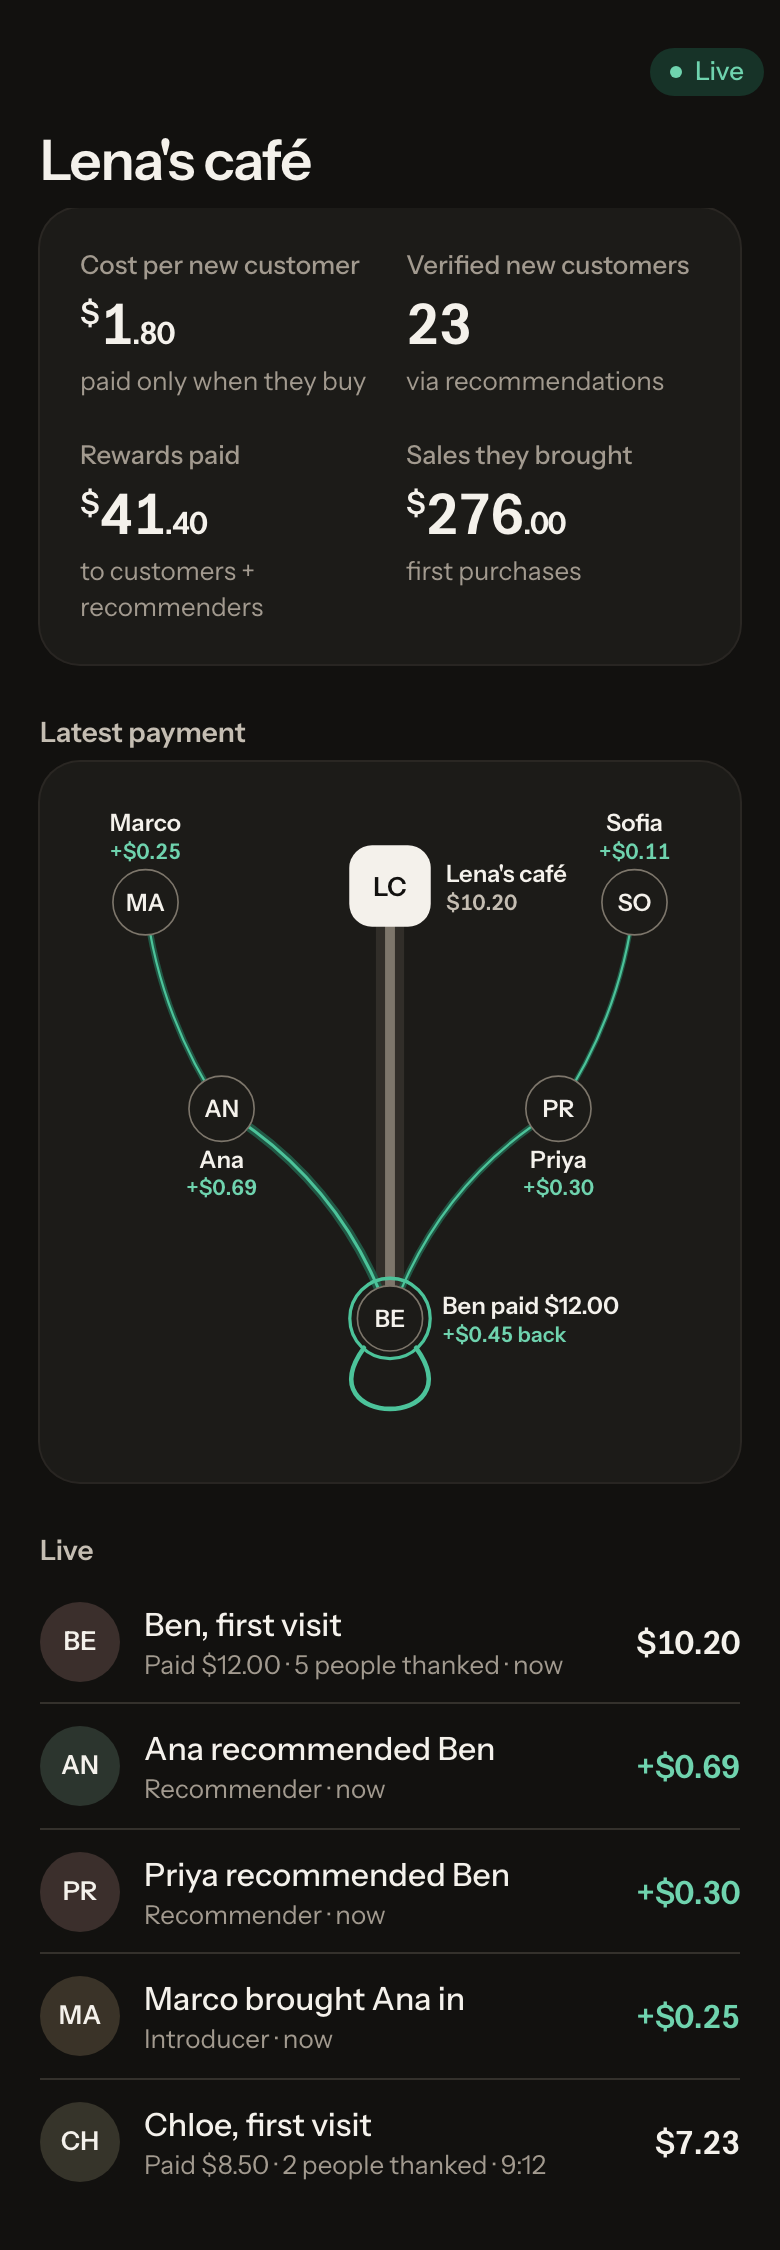 Live
Lena's café
Cost per new customer
$1.80
paid only when they buy
Verified new customers
23
via recommendations
Rewards paid
$41.40
to customers +
recommenders
Sales they brought
$276.00
first purchases
Latest payment
Marco
+$0.25
MA
LC
Lena's café
$10.20
Sofia
+$0.11
SO
AN
Ana
+$0.69
PR
Priya
+$0.30
BE
Ben paid $12.00
+$0.45 back
Live
BE
Ben, first visit
Paid $12.00 · 5 people thanked · now
$10.20
AN
Ana recommended Ben
Recommender · now
+$0.69
PR
Priya recommended Ben
Recommender · now
+$0.30
MA
Marco brought Ana in
Introducer · now
+$0.25
CH
Chloe, first visit
Paid $8.50 · 2 people thanked · 9:12
$7.23